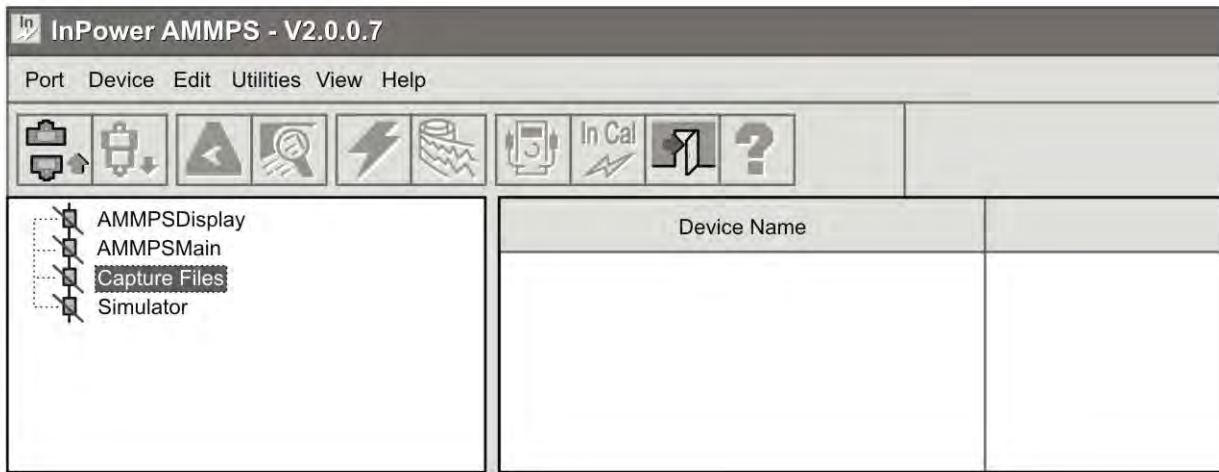 In
InPower AMMPS - V2.0.0.7
Port Device Edit Utilities View Help
In Cal
?
AMMPSDisplay
AMMPSMain
Capture Files
Simulator
Device Name